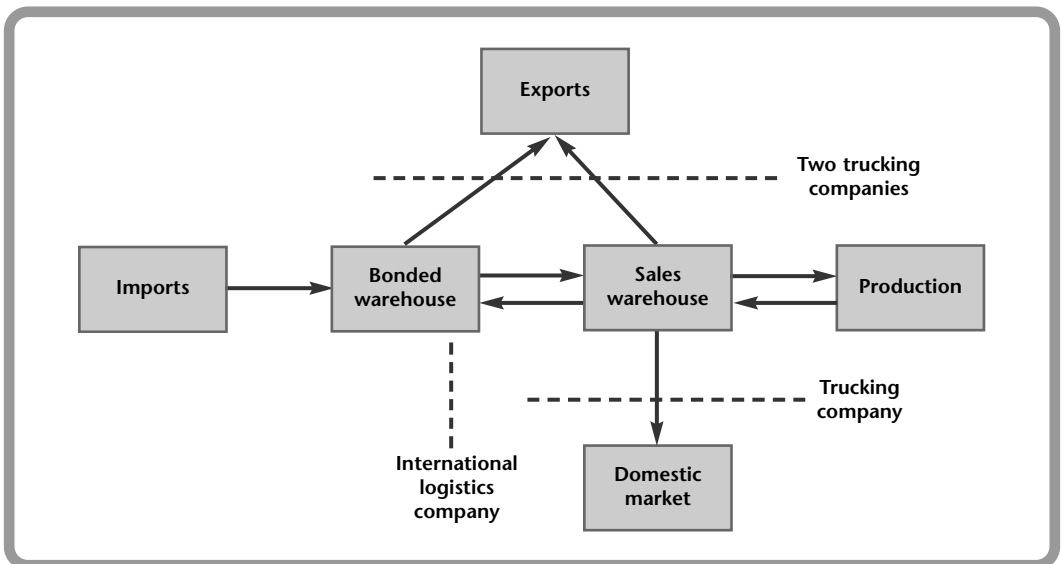 Exports
Two trucking
companies
Imports
Bonded
warehouse
Sales
warehouse
Production
Trucking
company
International
logistics
company
Domestic
market